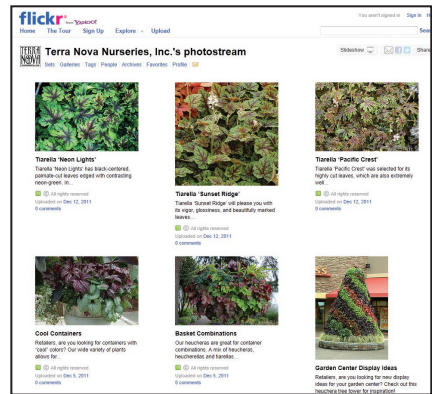 flickr from YAHOO!
You aren't signed in Sign In
Home The Tour Sign Up Explore Upload
TERRA NOVA
Terra Nova Nurseries, Inc.'s photostream
Slideshow Share
Sets Galleries Tags People Archives Favorites Profile
Tiarella 'Neon Lights'
Tiarella 'Neon Lights' has black-centered,
palmate-cut leaves edged with contrasting
neon-green. In...
© All rights reserved
Uploaded on Dec 12, 2011
0 comments
Tiarella 'Sunset Ridge'
Tiarella 'Sunset Ridge' will please you with
its vigor, glossiness, and beautifully marked
leaves...
© All rights reserved
Uploaded on Dec 12, 2011
0 comments
Tiarella 'Pacific Crest'
Tiarella 'Pacific Crest' was selected for its
highly cut leaves, which are also extremely
well...
© All rights reserved
Uploaded on Dec 12, 2011
0 comments
Cool Containers
Retailers, are you looking for containers with
"cool" colors? Our wide variety of plants
allows for...
© All rights reserved
Uploaded on Dec 5, 2011
0 comments
Basket Combinations
Our heucheras are great for container
combinations. A mix of heucheras,
heucherellas and tiarellas...
© All rights reserved
Uploaded on Dec 5, 2011
0 comments
Garden Center Display Ideas
Retailers, are you looking for new display
ideas for your garden center? Check out this
heuchera tree tower for inspiration!